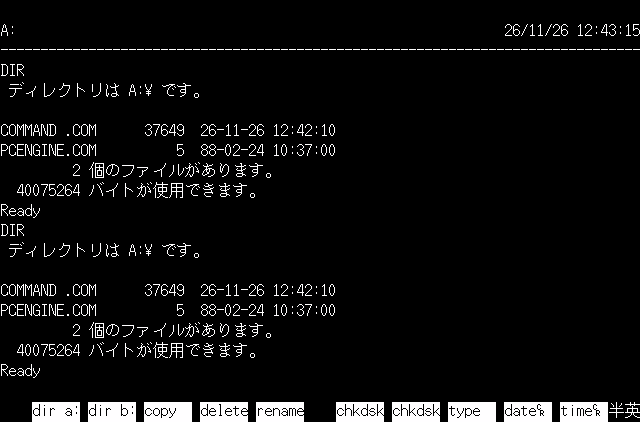 A: 26/11/26 12:43:15
DIR
ディレクトリは A:¥ です。
COMMAND .COM 37649 26-11-26 12:42:10
PCENGINE.COM 5 88-02-24 10:37:00
2 個のファイルがあります。
40075264 バイトが使用できます。
Ready
DIR
ディレクトリは A:¥ です。
COMMAND .COM 37649 26-11-26 12:42:10
PCENGINE.COM 5 88-02-24 10:37:00
2 個のファイルがあります。
40075264 バイトが使用できます。
Ready
dir a: dir b: copy delete rename chkdsk chkdsk type date␍ time␍ 半英